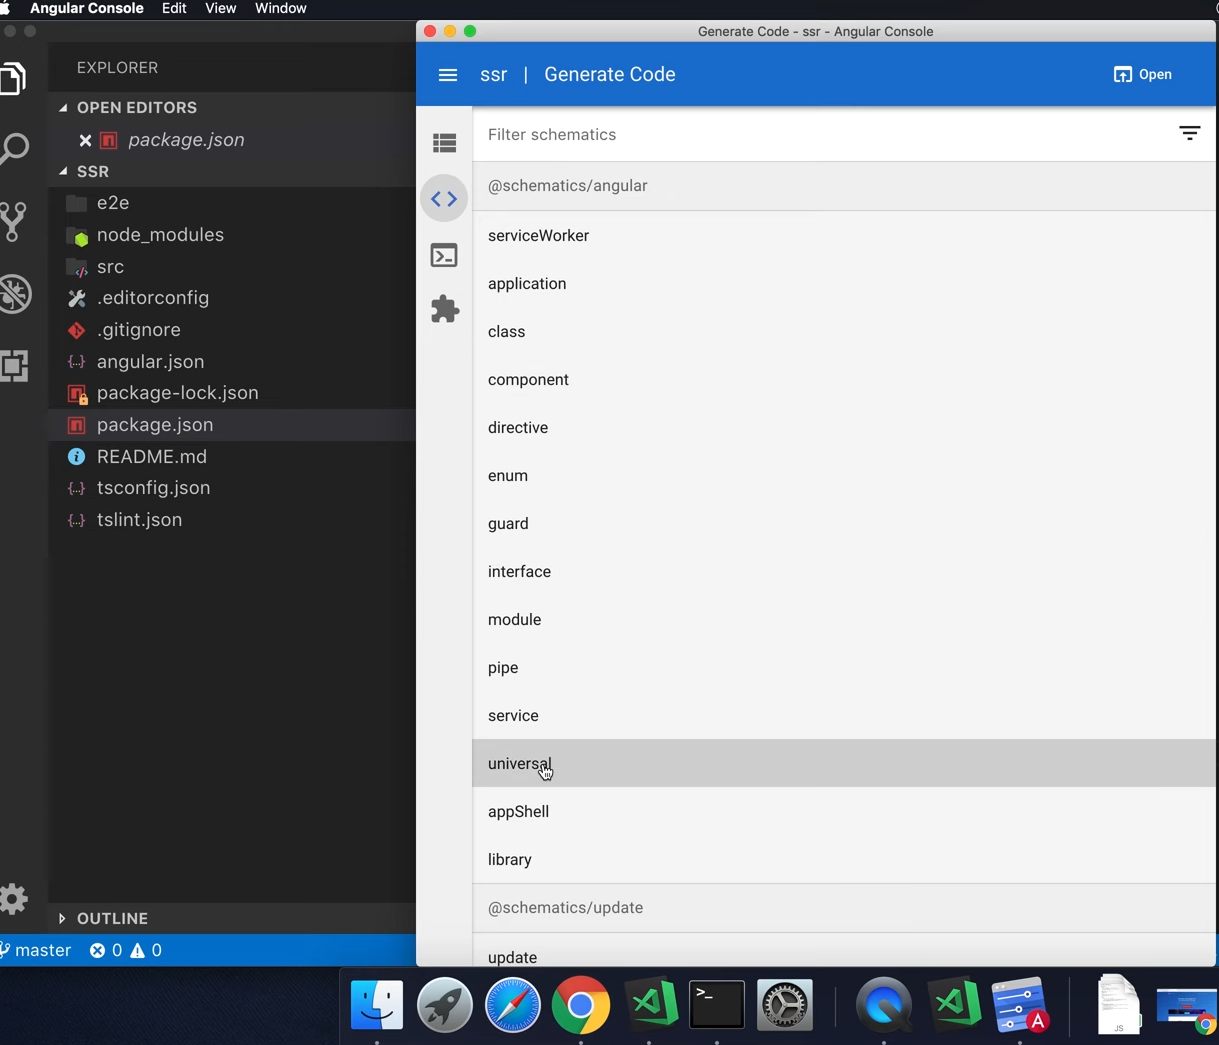 Angular Console Edit View Window
EXPLORER
OPEN EDITORS
package.json
SSR
e2e
node_modules
src
.editorconfig
.gitignore
{..} angular.json
package-lock.json
package.json
README.md
{..} tsconfig.json
{..} tslint.json
OUTLINE
master 0 0
Generate Code - ssr - Angular Console
ssr | Generate Code
Open
Filter schematics
@schematics/angular
serviceWorker
application
class
component
directive
enum
guard
interface
module
pipe
service
universal
appShell
library
@schematics/update
update
A
JS